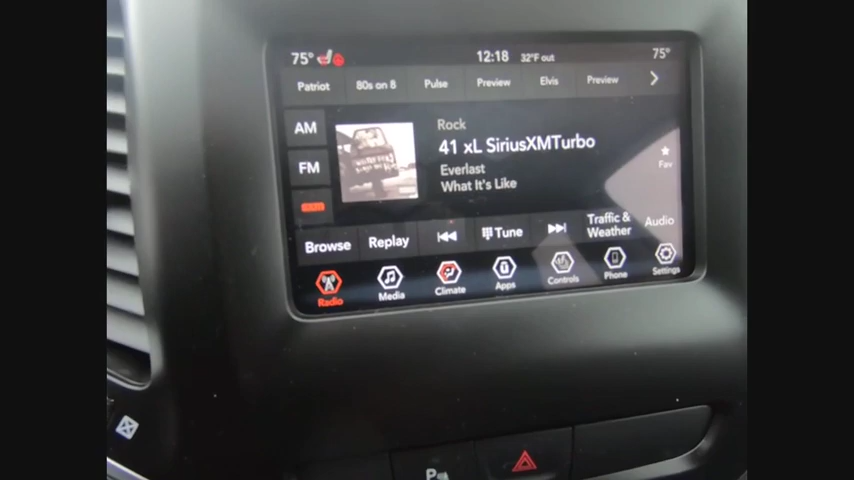 75° 12:18 32°F out 75°
Patriot 80s on 8 Pulse Preview Elvis Preview
AM
FM
sxm
Rock
41 xL SiriusXMTurbo
Everlast
What It's Like
Fav
Browse Replay Tune Traffic & Weather Audio
Radio Media Climate Apps Controls Phone Settings
P